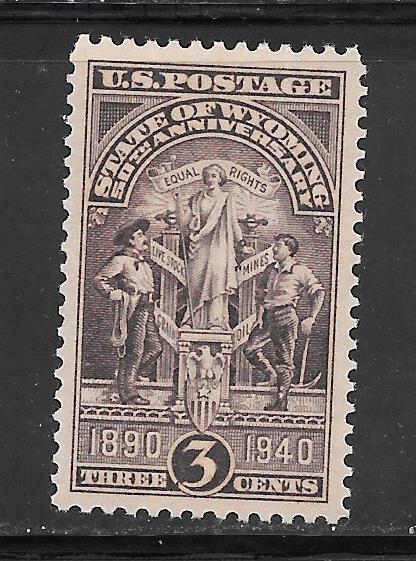 U.S. POSTAGE
STATE OF WYOMING
50TH ANNIVERSARY
EQUAL RIGHTS
LIVE STOCK MINES
GRAIN OIL
1890 3 1940
THREE CENTS